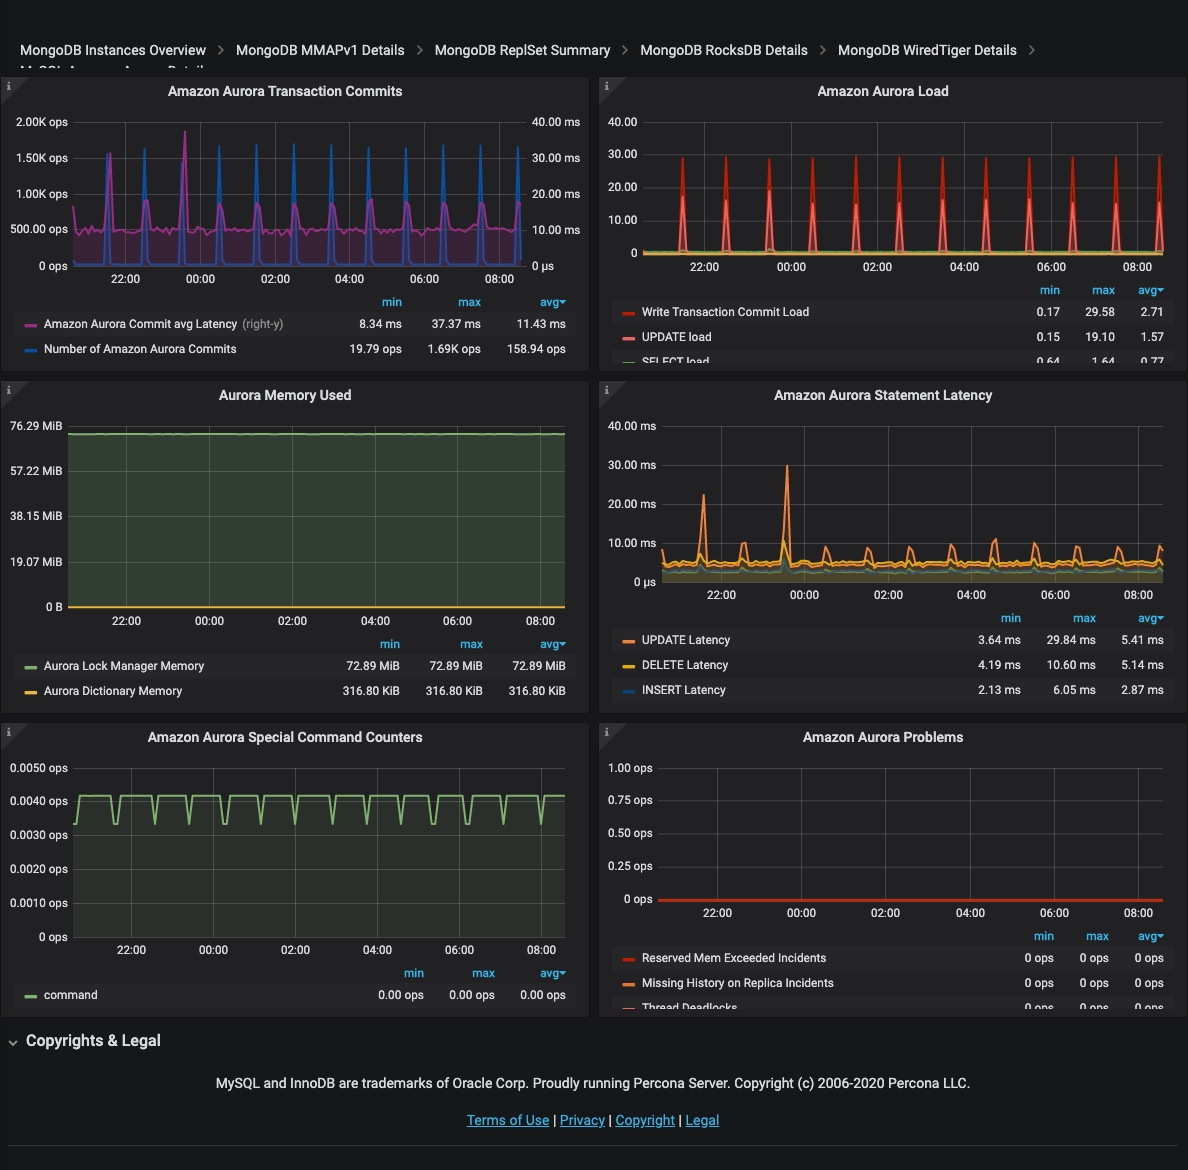 MongoDB Instances Overview > MongoDB MMAPv1 Details > MongoDB ReplSet Summary > MongoDB RocksDB Details > MongoDB WiredTiger Details >
Amazon Aurora Transaction Commits
2.00K ops
1.50K ops
1.00K ops
500.00 ops
0 ops
40.00 ms
30.00 ms
20.00 ms
10.00 ms
0 µs
22:00 00:00 02:00 04:00 06:00 08:00
min max avg
Amazon Aurora Commit avg Latency (right-y) 8.34 ms 37.37 ms 11.43 ms
Number of Amazon Aurora Commits 19.79 ops 1.69K ops 158.94 ops
Amazon Aurora Load
40.00
30.00
20.00
10.00
0
22:00 00:00 02:00 04:00 06:00 08:00
min max avg
Write Transaction Commit Load 0.17 29.58 2.71
UPDATE load 0.15 19.10 1.57
SELECT load 0.64 1.64 0.77
Aurora Memory Used
76.29 MiB
57.22 MiB
38.15 MiB
19.07 MiB
0 B
22:00 00:00 02:00 04:00 06:00 08:00
min max avg
Aurora Lock Manager Memory 72.89 MiB 72.89 MiB 72.89 MiB
Aurora Dictionary Memory 316.80 KiB 316.80 KiB 316.80 KiB
Amazon Aurora Statement Latency
40.00 ms
30.00 ms
20.00 ms
10.00 ms
0 µs
22:00 00:00 02:00 04:00 06:00 08:00
min max avg
UPDATE Latency 3.64 ms 29.84 ms 5.41 ms
DELETE Latency 4.19 ms 10.60 ms 5.14 ms
INSERT Latency 2.13 ms 6.05 ms 2.87 ms
Amazon Aurora Special Command Counters
0.0050 ops
0.0040 ops
0.0030 ops
0.0020 ops
0.0010 ops
0 ops
22:00 00:00 02:00 04:00 06:00 08:00
min max avg
command 0.00 ops 0.00 ops 0.00 ops
Amazon Aurora Problems
1.00 ops
0.75 ops
0.50 ops
0.25 ops
0 ops
22:00 00:00 02:00 04:00 06:00 08:00
min max avg
Reserved Mem Exceeded Incidents 0 ops 0 ops 0 ops
Missing History on Replica Incidents 0 ops 0 ops 0 ops
Thread Deadlocks 0 ops 0 ops 0 ops
Copyrights & Legal
MySQL and InnoDB are trademarks of Oracle Corp. Proudly running Percona Server. Copyright (c) 2006-2020 Percona LLC.
Terms of Use | Privacy | Copyright | Legal